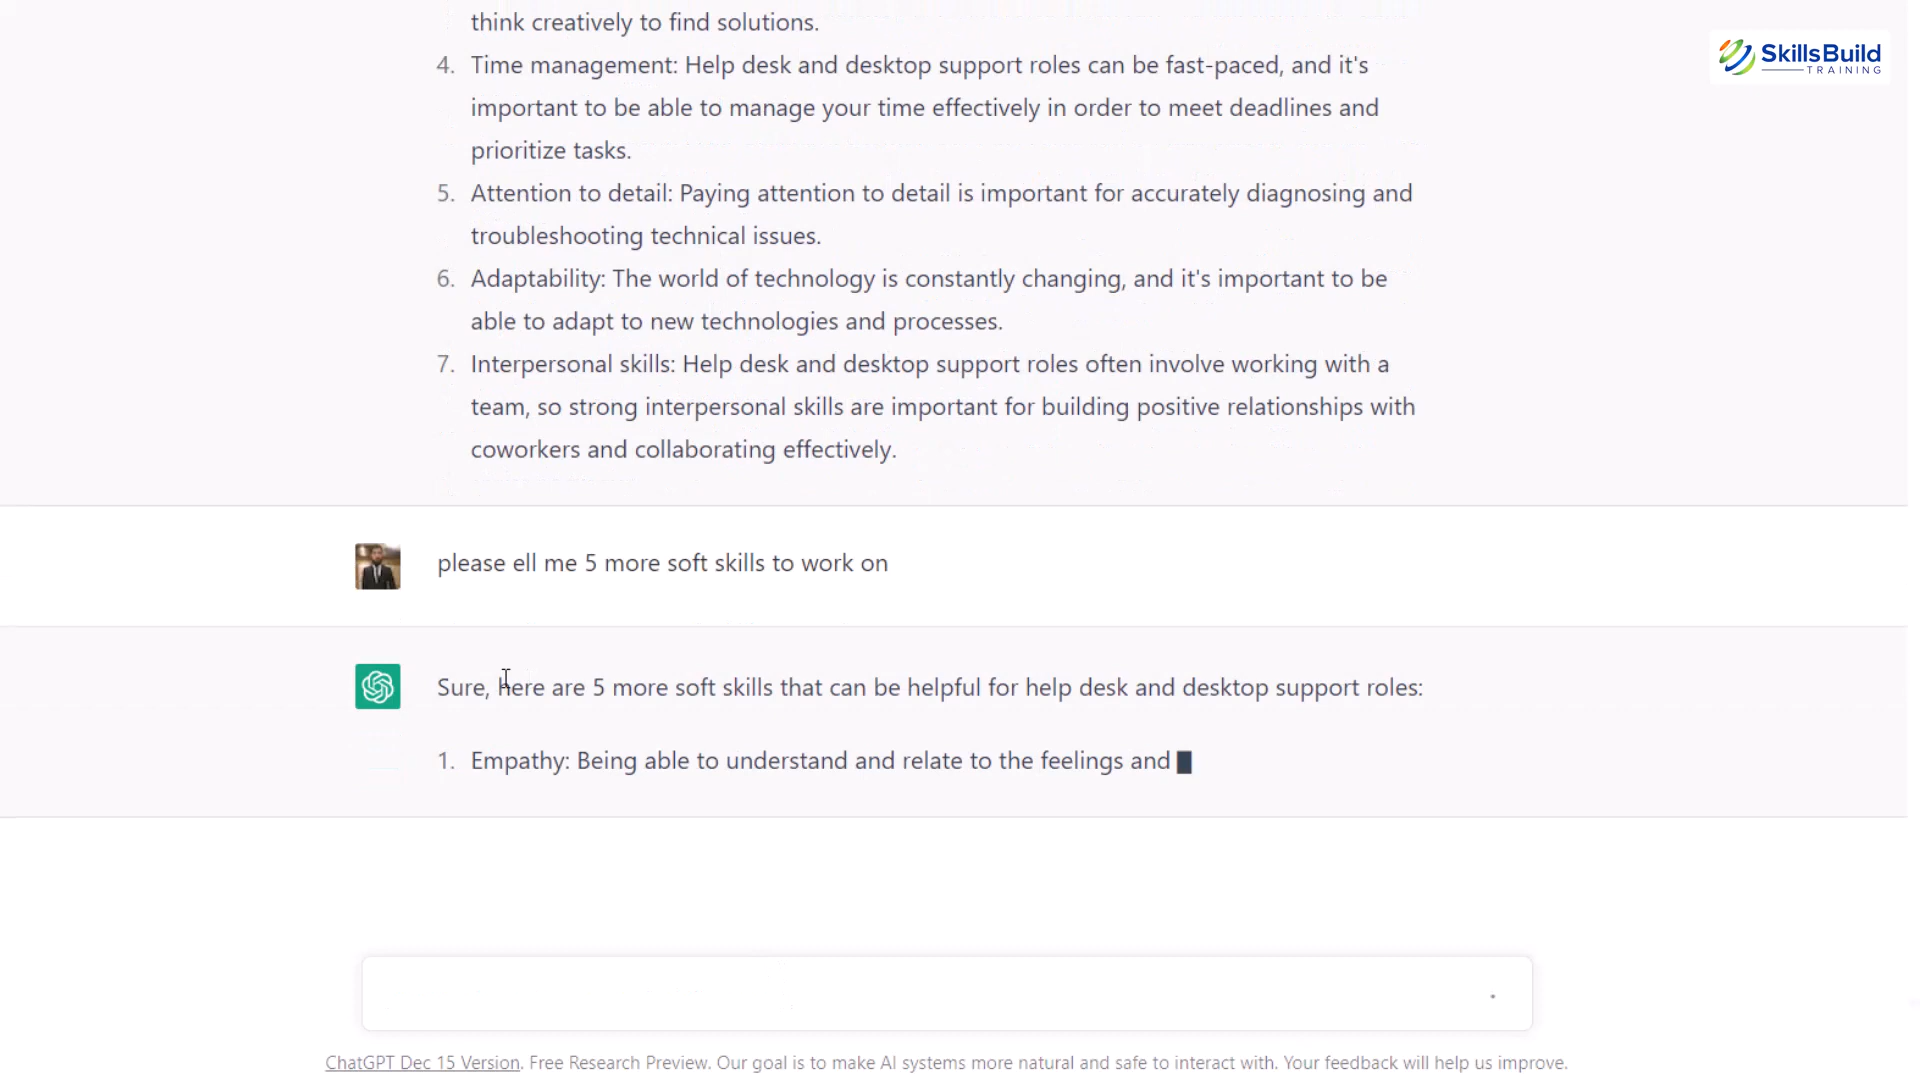 think creatively to find solutions.
SkillsBuild
TRAINING
4. Time management: Help desk and desktop support roles can be fast-paced, and it's
important to be able to manage your time effectively in order to meet deadlines and
prioritize tasks.
5. Attention to detail: Paying attention to detail is important for accurately diagnosing and
troubleshooting technical issues.
6. Adaptability: The world of technology is constantly changing, and it's important to be
able to adapt to new technologies and processes.
7. Interpersonal skills: Help desk and desktop support roles often involve working with a
team, so strong interpersonal skills are important for building positive relationships with
coworkers and collaborating effectively.
please ell me 5 more soft skills to work on
Sure, here are 5 more soft skills that can be helpful for help desk and desktop support roles:
1. Empathy: Being able to understand and relate to the feelings and
ChatGPT Dec 15 Version. Free Research Preview. Our goal is to make AI systems more natural and safe to interact with. Your feedback will help us improve.